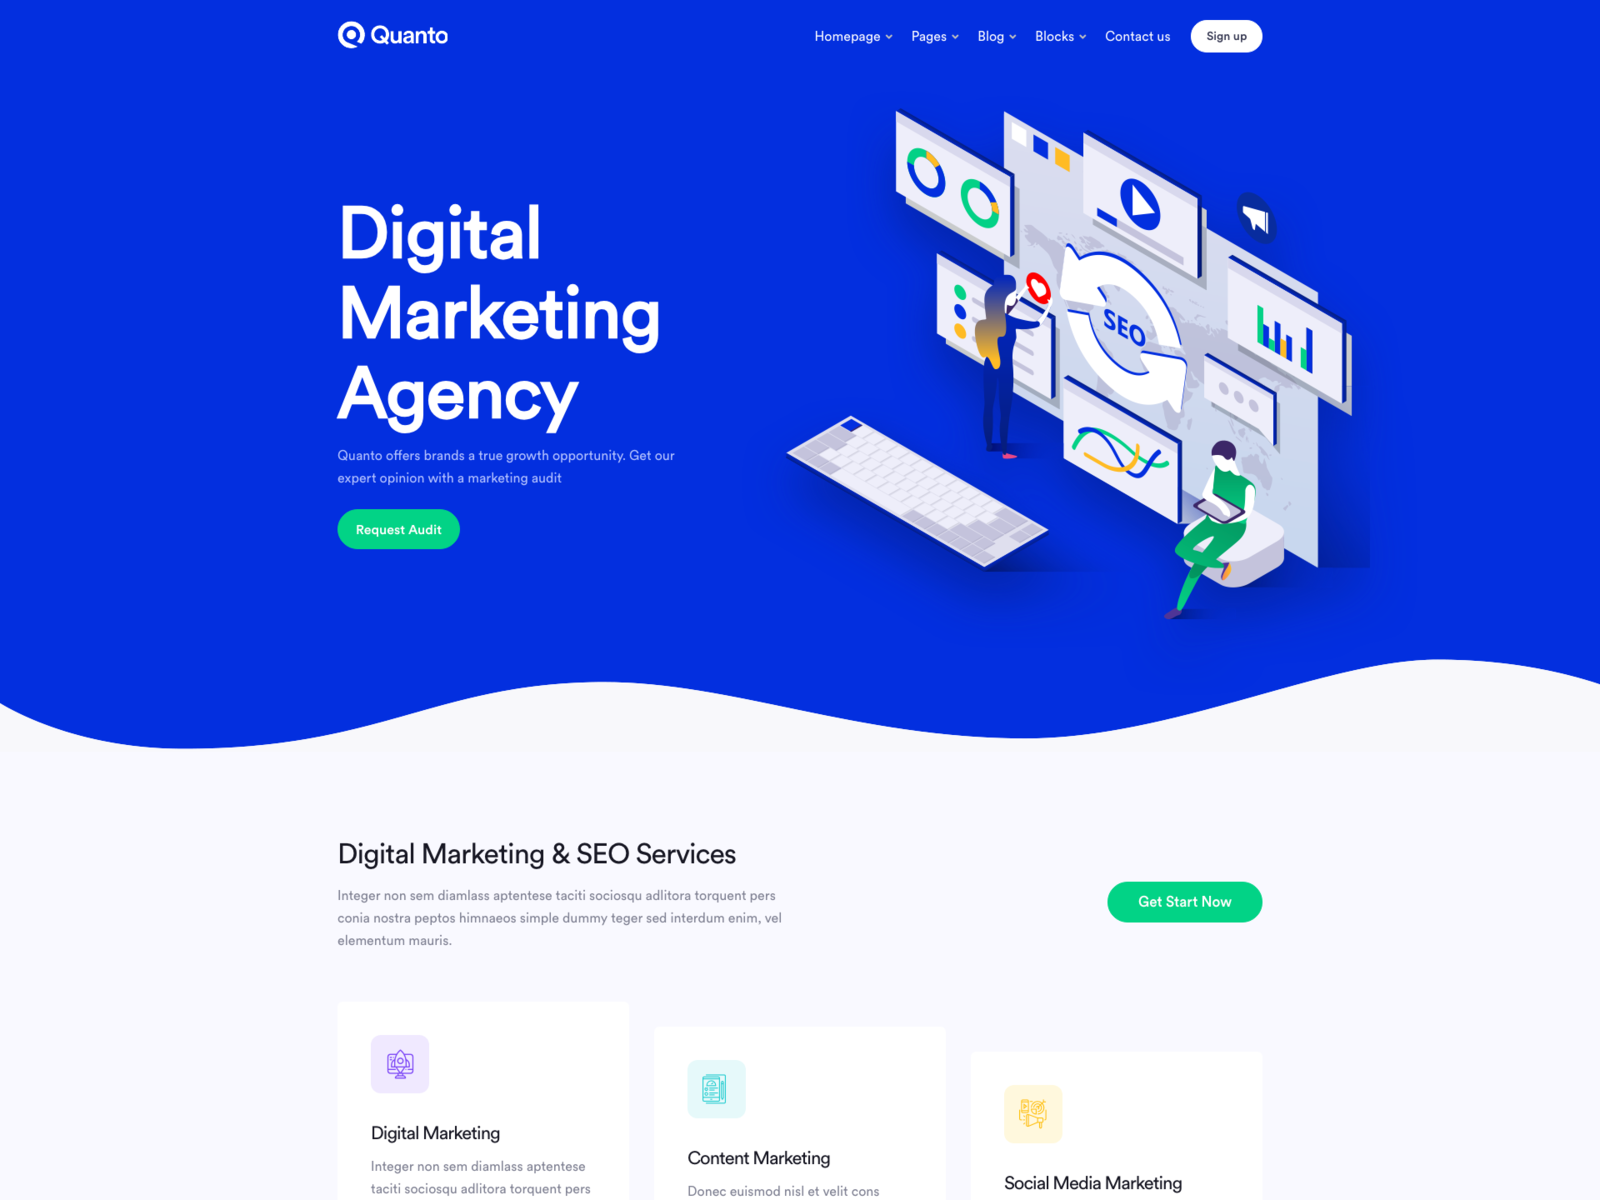 Quanto
Homepage
Pages
Blog
Blocks
Contact us
Sign up
Digital
Marketing
Agency
SEO
Quanto offers brands a true growth opportunity. Get our
expert opinion with a marketing audit
Request Audit
Digital Marketing & SEO Services
Integer non sem diamlass aptentese taciti sociosqu adlitora torquent pers
conia nostra peptos himnaeos simple dummy teger sed interdum enim, vel
elementum mauris.
Get Start Now
Digital Marketing
Integer non sem diamlass aptentese
taciti sociosqu adlitora torquent pers
Content Marketing
Donec euismod nisl et velit cons
Social Media Marketing